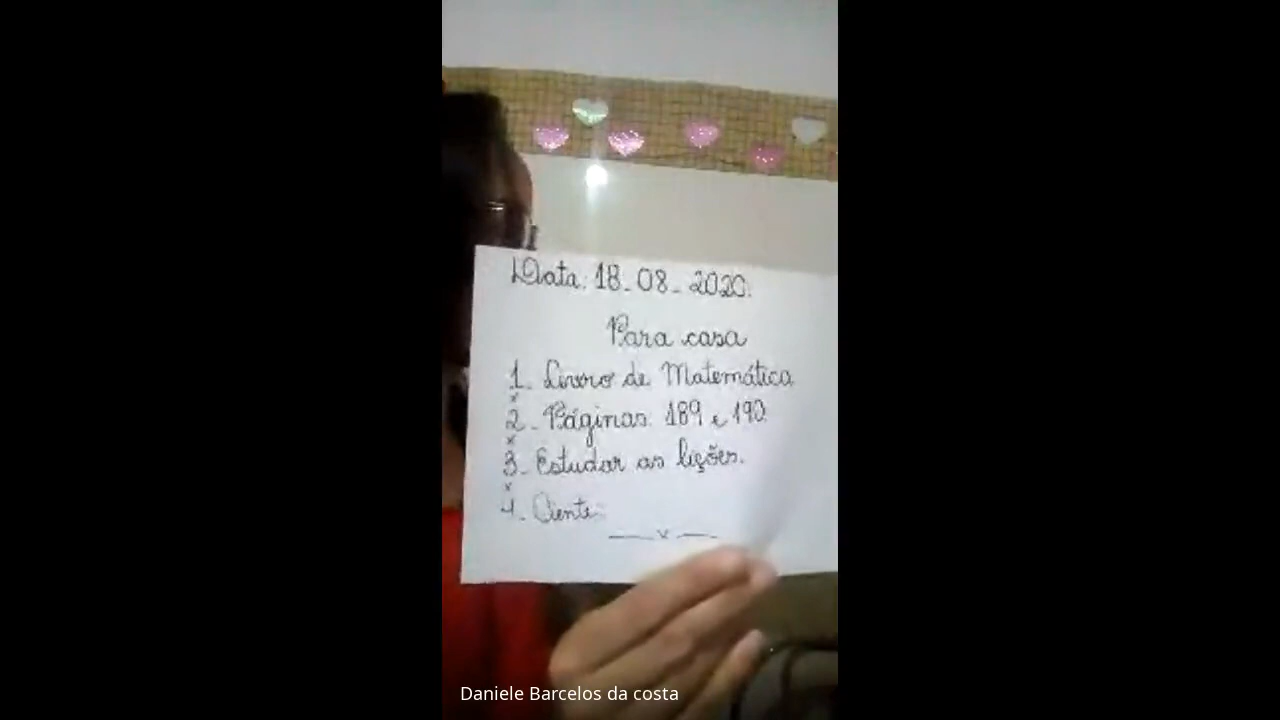 Data: 18-08-2020.
Para casa
1- Livro de Matemática
x
2- Páginas: 189 e 190.
x
3- Estudar as lições.
x
4- Ciente:
—x—
Daniele Barcelos da costa